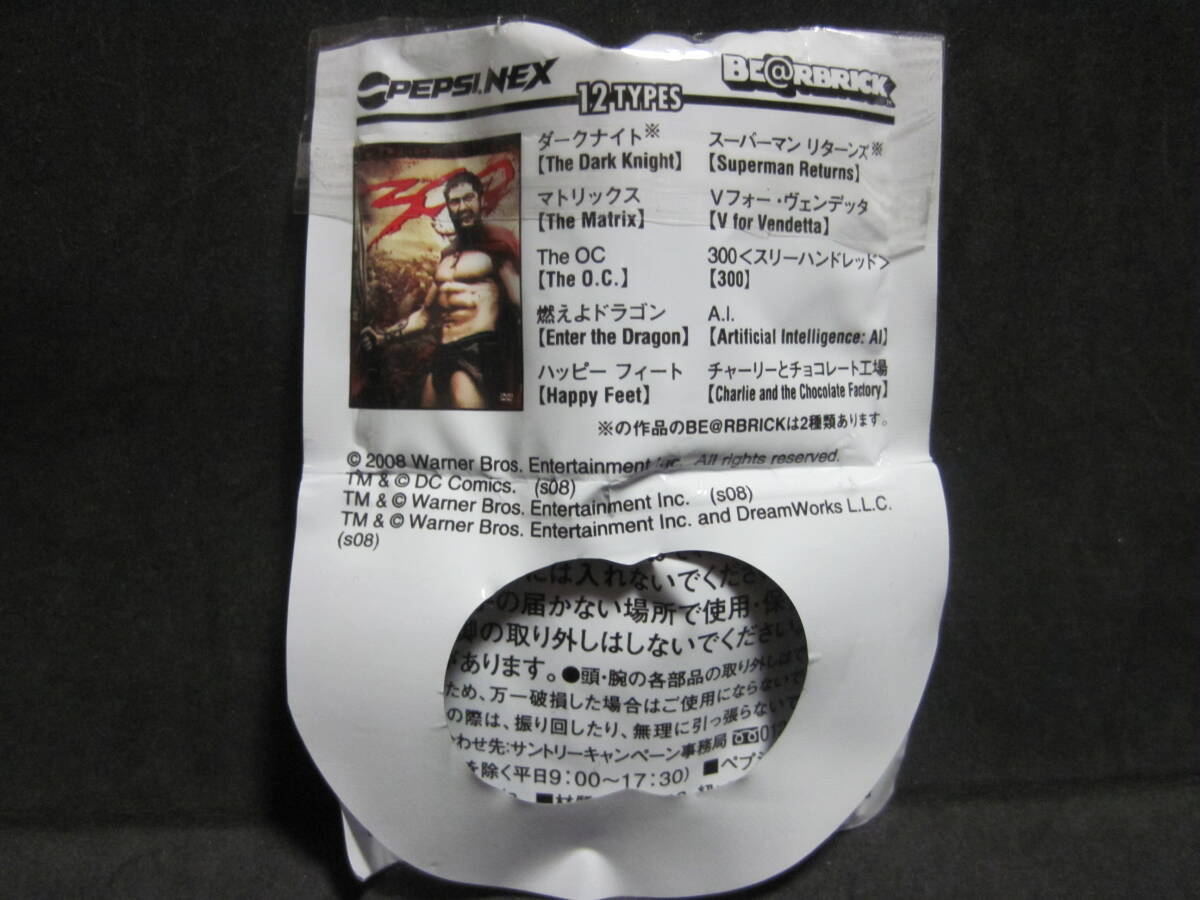 PEPSI NEX
BE@RBRICK
12 TYPES
300
ダークナイト※
【The Dark Knight】
マトリックス
【The Matrix】
The OC
【The O.C.】
燃えよドラゴン
【Enter the Dragon】
ハッピー フィート
【Happy Feet】
スーパーマン リターンズ※
【Superman Returns】
Vフォー・ヴェンデッタ
【V for Vendetta】
300<スリーハンドレッド>
【300】
A.I.
【Artificial Intelligence: AI】
チャーリーとチョコレート工場
【Charlie and the Chocolate Factory】
※の作品のBE@RBRICKは2種類あります。
© 2008 Warner Bros. Entertainment Inc. All rights reserved.
TM & © DC Comics. (s08)
TM & © Warner Bros. Entertainment Inc. (s08)
TM & © Warner Bros. Entertainment Inc. and DreamWorks L.L.C.
(s08)
には入れないでくださ
の届かない場所で使用・保
の取り外しはしないでください
があります。●頭・腕の各部品の取り外しは
ため、万一破損した場合はご使用にならないで
の際は、振り回したり、無理に引っ張らないで
わせ先:サントリーキャンペーン事務局
を除く平日9:00〜17:30) ■ペプ